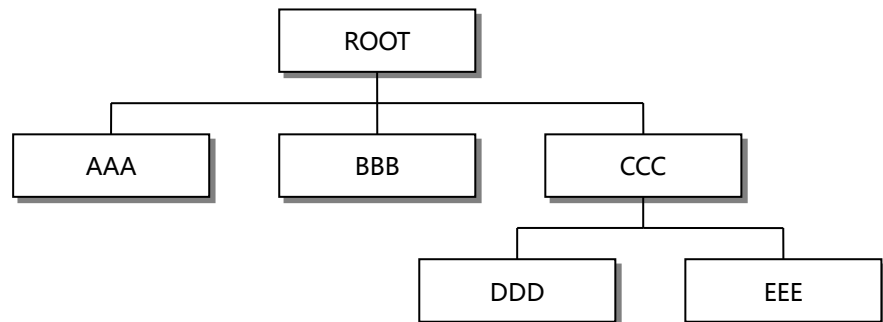 ROOT
AAA
BBB
CCC
DDD
EEE